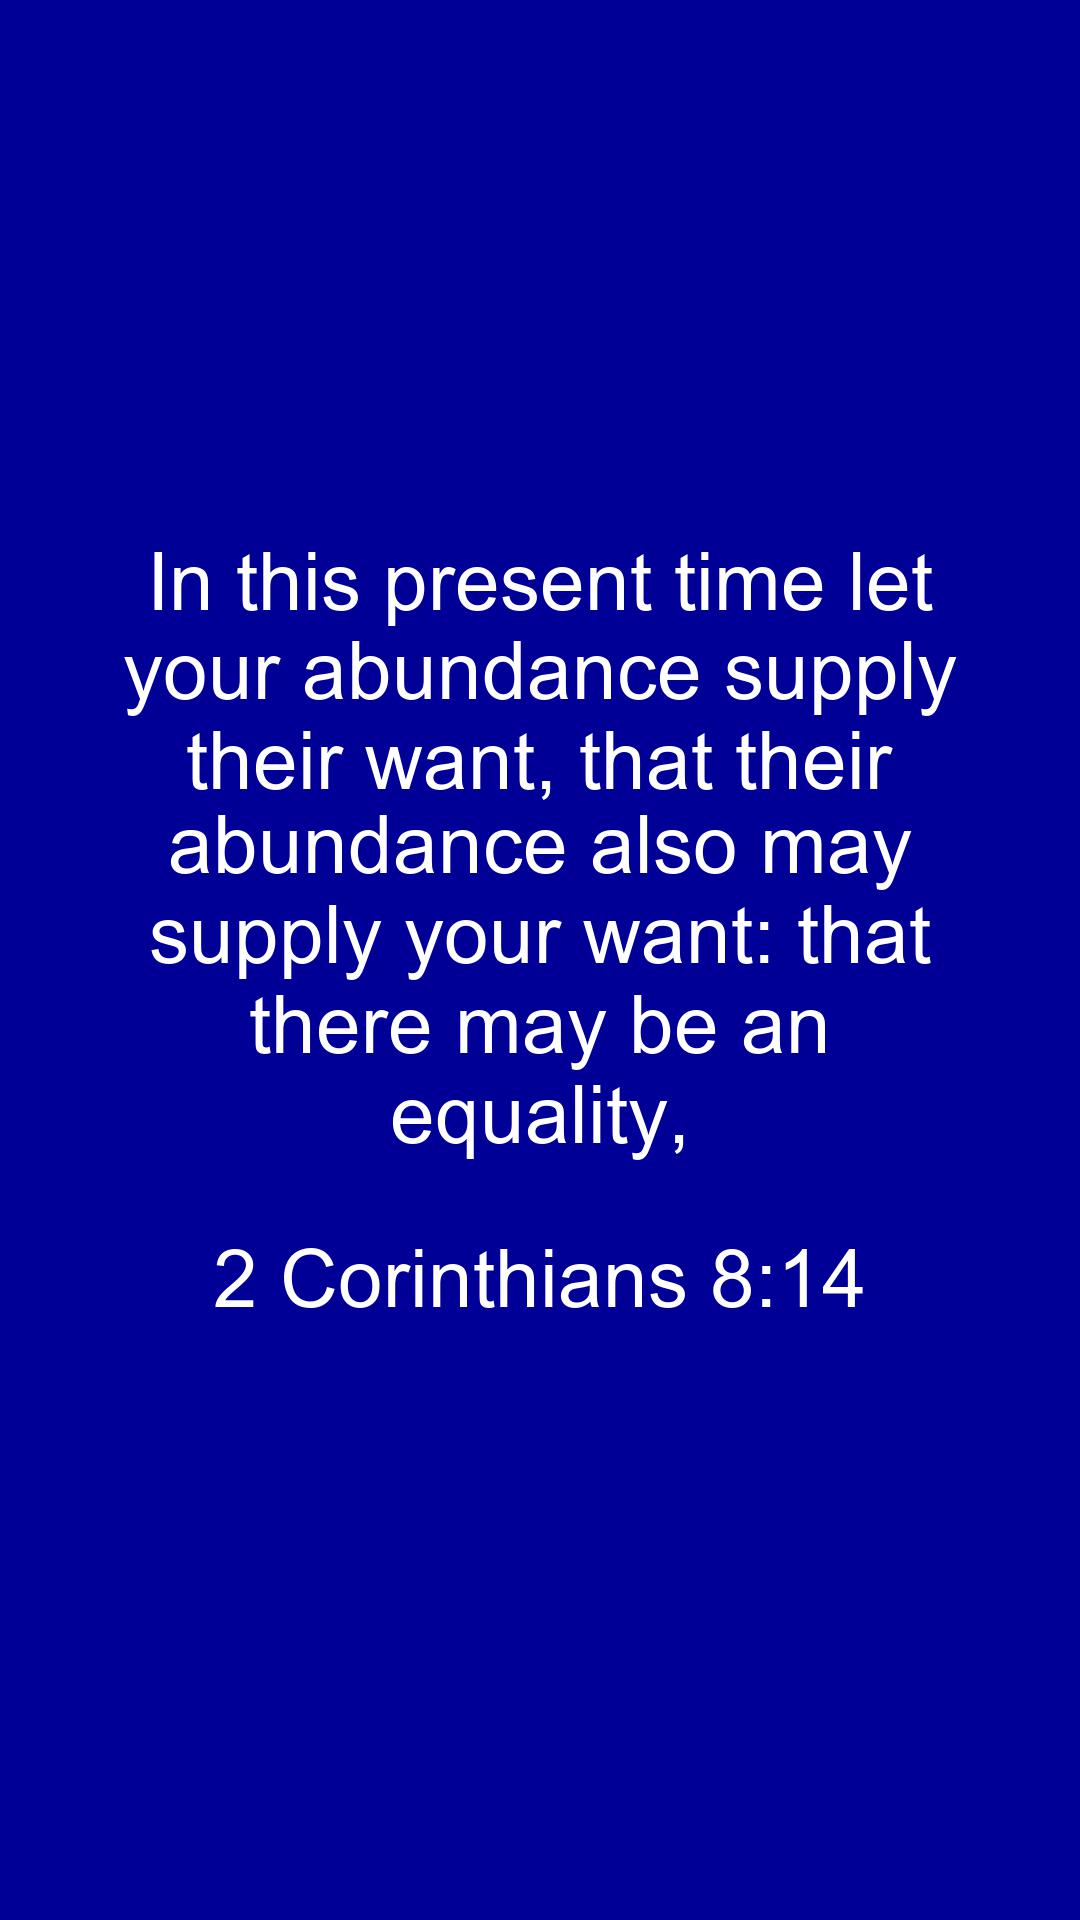 In this present time let
your abundance supply
their want, that their
abundance also may
supply your want: that
there may be an
equality,
2 Corinthians 8:14